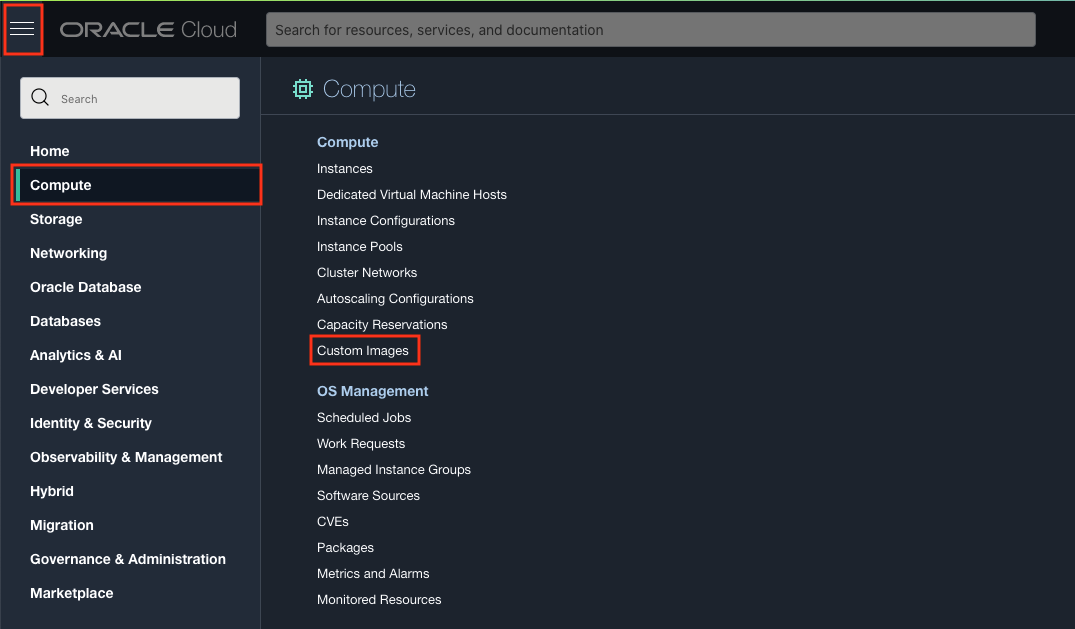 ORACLE Cloud
Search for resources, services, and documentation
Search
Home
Compute
Storage
Networking
Oracle Database
Databases
Analytics & AI
Developer Services
Identity & Security
Observability & Management
Hybrid
Migration
Governance & Administration
Marketplace
Compute
Compute
Instances
Dedicated Virtual Machine Hosts
Instance Configurations
Instance Pools
Cluster Networks
Autoscaling Configurations
Capacity Reservations
Custom Images
OS Management
Scheduled Jobs
Work Requests
Managed Instance Groups
Software Sources
CVEs
Packages
Metrics and Alarms
Monitored Resources